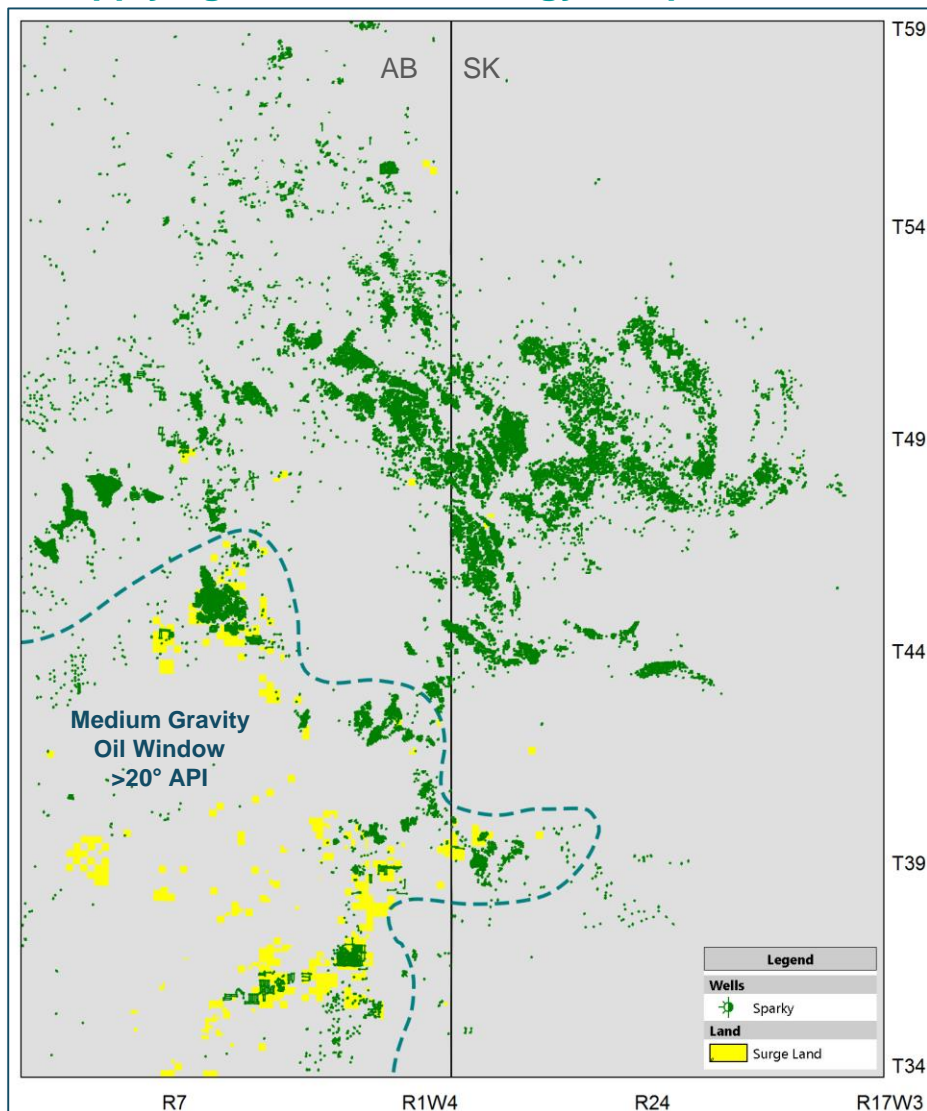 AB SK
T59
T54
T49
T44
T39
T34
Medium Gravity
Oil Window
>20° API
Legend
Wells
Sparky
Land
Surge Land
R7 R1W4 R24 R17W3